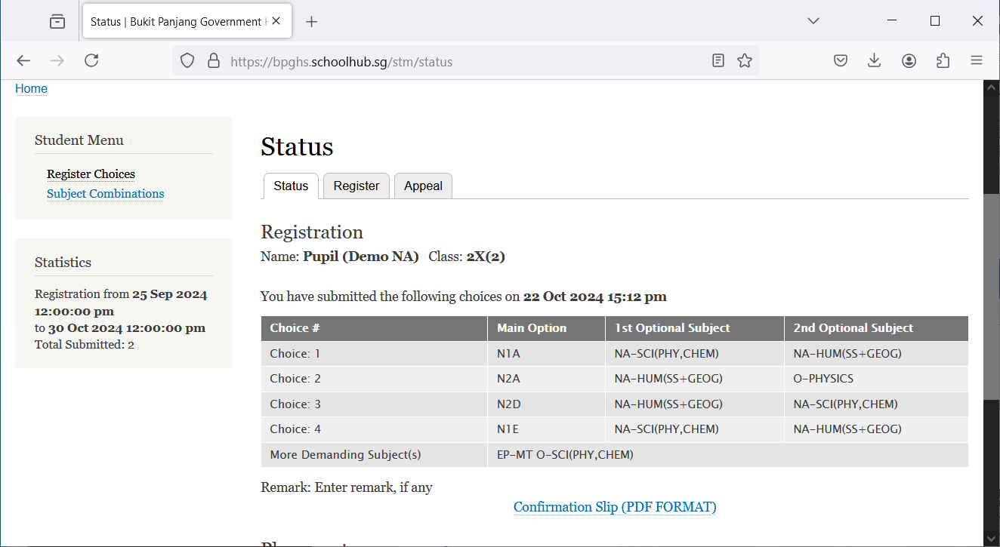 Status | Bukit Panjang Government
https://bpghs.schoolhub.sg/stm/status
Home
Student Menu
Register Choices
Subject Combinations
Statistics
Registration from 25 Sep 2024
12:00:00 pm
to 30 Oct 2024 12:00:00 pm
Total Submitted: 2
Status
Status Register Appeal
Registration
Name: Pupil (Demo NA) Class: 2X(2)
You have submitted the following choices on 22 Oct 2024 15:12 pm
Choice # Main Option 1st Optional Subject 2nd Optional Subject
Choice: 1 N1A NA-SCI(PHY,CHEM) NA-HUM(SS+GEOG)
Choice: 2 N2A NA-HUM(SS+GEOG) O-PHYSICS
Choice: 3 N2D NA-HUM(SS+GEOG) NA-SCI(PHY,CHEM)
Choice: 4 N1E NA-SCI(PHY,CHEM) NA-HUM(SS+GEOG)
More Demanding Subject(s) EP-MT O-SCI(PHY,CHEM)
Remark: Enter remark, if any
Confirmation Slip (PDF FORMAT)